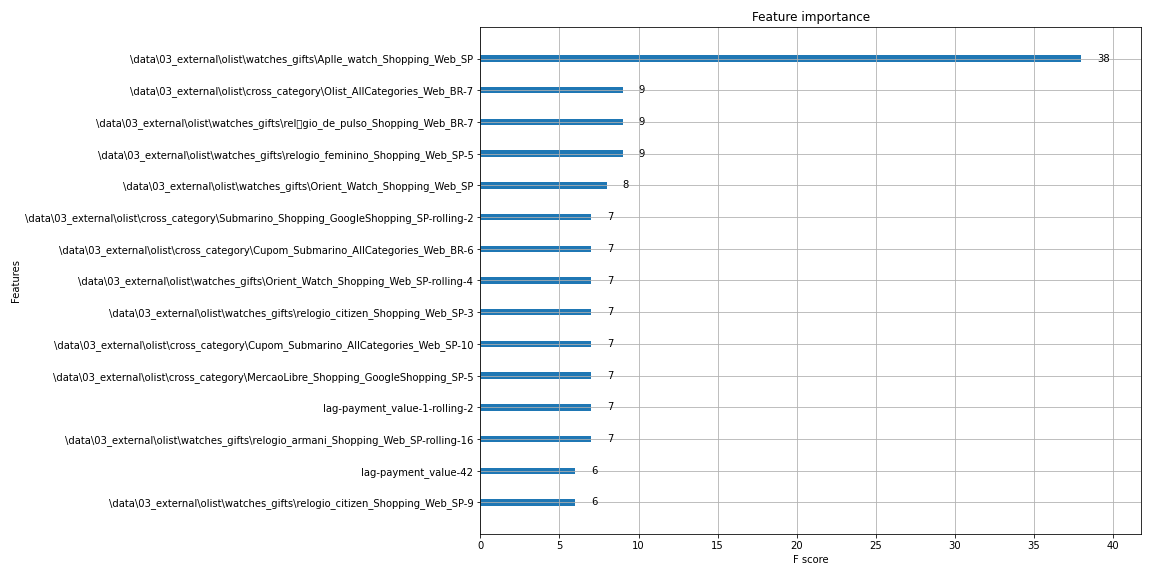 Feature importance
\data\03_external\olist\watches_gifts\Aplle_watch_Shopping_Web_SP 38
\data\03_external\olist\cross_category\Olist_AllCategories_Web_BR-7 9
\data\03_external\olist\watches_gifts\rel▯gio_de_pulso_Shopping_Web_BR-7 9
\data\03_external\olist\watches_gifts\relogio_feminino_Shopping_Web_SP-5 9
\data\03_external\olist\watches_gifts\Orient_Watch_Shopping_Web_SP 8
\data\03_external\olist\cross_category\Submarino_Shopping_GoogleShopping_SP-rolling-2 7
\data\03_external\olist\cross_category\Cupom_Submarino_AllCategories_Web_BR-6 7
\data\03_external\olist\watches_gifts\Orient_Watch_Shopping_Web_SP-rolling-4 7
\data\03_external\olist\watches_gifts\relogio_citizen_Shopping_Web_SP-3 7
\data\03_external\olist\cross_category\Cupom_Submarino_AllCategories_Web_SP-10 7
\data\03_external\olist\cross_category\MercaoLibre_Shopping_GoogleShopping_SP-5 7
lag-payment_value-1-rolling-2 7
\data\03_external\olist\watches_gifts\relogio_armani_Shopping_Web_SP-rolling-16 7
lag-payment_value-42 6
\data\03_external\olist\watches_gifts\relogio_citizen_Shopping_Web_SP-9 6
Features
0 5 10 15 20 25 30 35 40
F score